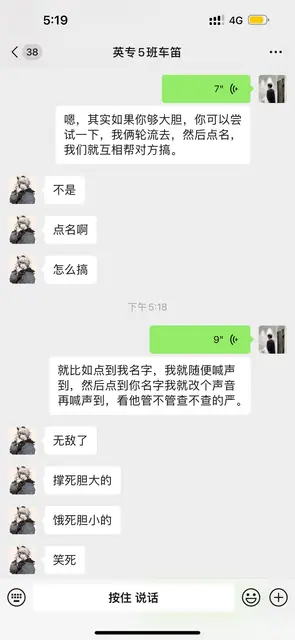 5:19
4G
38
英专5班车笛
7"
嗯，其实如果你够大胆，你可以尝
试一下，我俩轮流去，然后点名，
我们就互相帮对方搞。
不是
点名啊
怎么搞
下午5:18
9"
就比如点到我名字，我就随便喊声
到，然后点到你名字我就改个声音
再喊声到，看他管不管查不查的严。
无敌了
撑死胆大的
饿死胆小的
笑死
按住 说话